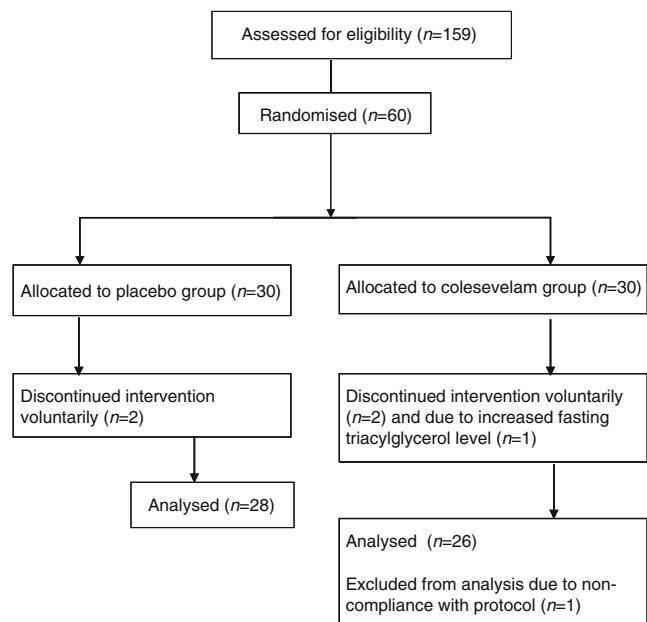 Assessed for eligibility (n=159)
Randomised (n=60)
Allocated to placebo group (n=30)
Allocated to colesevelam group (n=30)
Discontinued intervention
voluntarily (n=2)
Discontinued intervention voluntarily
(n=2) and due to increased fasting
triacylglycerol level (n=1)
Analysed (n=28)
Analysed (n=26)
Excluded from analysis due to non-
compliance with protocol (n=1)